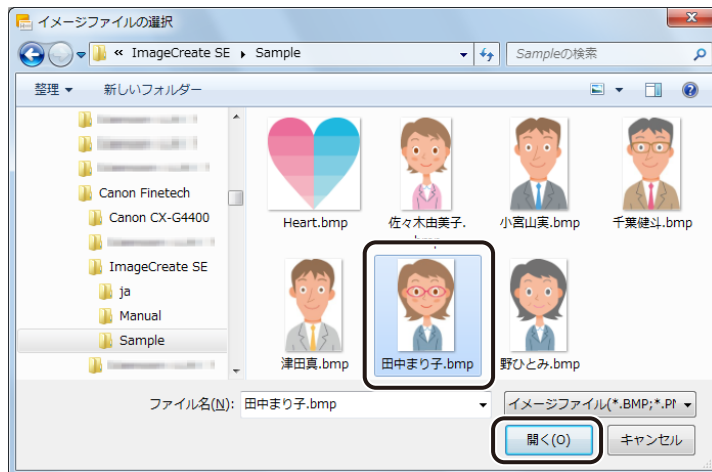 イメージファイルの選択
« ImageCreate SE ▸ Sample
Sampleの検索
整理
新しいフォルダー
Canon Finetech
Canon CX-G4400
ImageCreate SE
ja
Manual
Sample
Heart.bmp
佐々木由美子.
小宮山実.bmp
千葉健斗.bmp
津田真.bmp
田中まり子.bmp
野ひとみ.bmp
ファイル名(N): 田中まり子.bmp
イメージファイル(*.BMP;*.PN
開く(O)
キャンセル